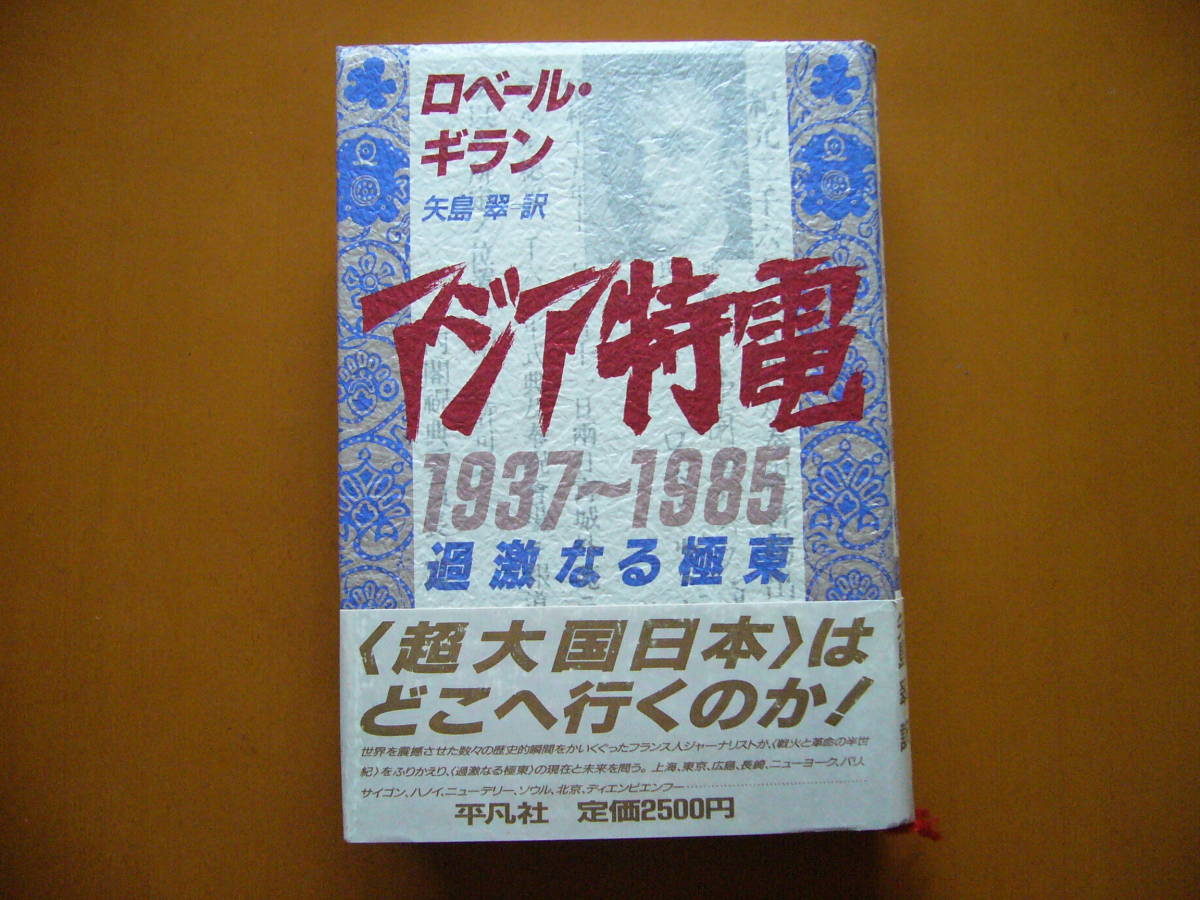 ロベール・
ギラン
矢島 翠 訳
アジア特電
1937〜1985
過激なる極東
〈超大国日本〉は
どこへ行くのか!
世界を震撼させた数々の歴史的瞬間をかいくぐったフランス人ジャーナリストが、〈戦火と革命の半世
紀〉をふりかえり、〈過激なる極東〉の現在と未来を問う。上海、東京、広島、長崎、ニューヨーク、パリ、
サイゴン、ハノイ、ニューデリー、ソウル、北京、ディエンビエンフー……………………
平凡社 定価2500円